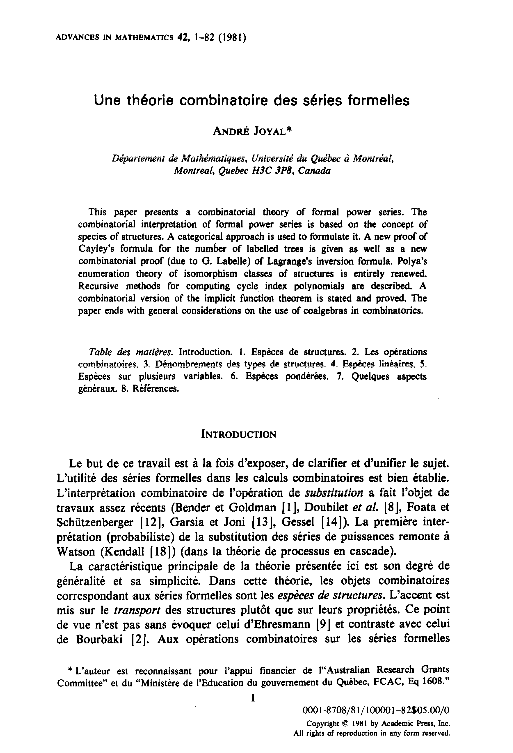 ADVANCES IN MATHEMATICS 42, 1–82 (1981)
Une théorie combinatoire des séries formelles
ANDRÉ JOYAL*
Département de Mathématiques, Université du Québec à Montréal,
Montreal, Quebec H3C 3P8, Canada
This paper presents a combinatorial theory of formal power series. The
combinatorial interpretation of formal power series is based on the concept of
species of structures. A categorical approach is used to formulate it. A new proof of
Cayley's formula for the number of labelled trees is given as well as a new
combinatorial proof (due to G. Labelle) of Lagrange's inversion formula. Polya's
enumeration theory of isomorphism classes of structures is entirely renewed.
Recursive methods for computing cycle index polynomials are described. A
combinatorial version of the implicit function theorem is stated and proved. The
paper ends with general considerations on the use of coalgebras in combinatorics.
Table des matières. Introduction. 1. Espèces de structures. 2. Les opérations
combinatoires. 3. Dénombrements des types de structures. 4. Espèces linéaires. 5.
Espèces sur plusieurs variables. 6. Espèces pondérées. 7. Quelques aspects
généraux. 8. Références.
INTRODUCTION
Le but de ce travail est à la fois d'exposer, de clarifier et d'unifier le sujet.
L'utilité des séries formelles dans les calculs combinatoires est bien établie.
L'interprétation combinatoire de l'opération de substitution a fait l'objet de
travaux assez récents (Bender et Goldman [1], Doubilet et al. [8], Foata et
Schützenberger [12], Garsia et Joni [13], Gessel [14]). La première inter-
prétation (probabiliste) de la substitution des séries de puissances remonte à
Watson (Kendall [18]) (dans la théorie de processus en cascade).
La caractéristique principale de la théorie présentée ici est son degré de
généralité et sa simplicité. Dans cette théorie, les objets combinatoires
correspondant aux séries formelles sont les espèces de structures. L'accent est
mis sur le transport des structures plutôt que sur leurs propriétés. Ce point
de vue n'est pas sans évoquer celui d'Ehresmann [9] et contraste avec celui
de Bourbaki [2]. Aux opérations combinatoires sur les séries formelles
* L'auteur est reconnaissant pour l'appui financier de l'"Australian Research Grants
Committee" et du "Ministère de l'Education du gouvernement du Québec, FCAC, Eq 1608."
1
0001-8708/81/100001-82$05.00/0
Copyright © 1981 by Academic Press, Inc.
All rights of reproduction in any form reserved.